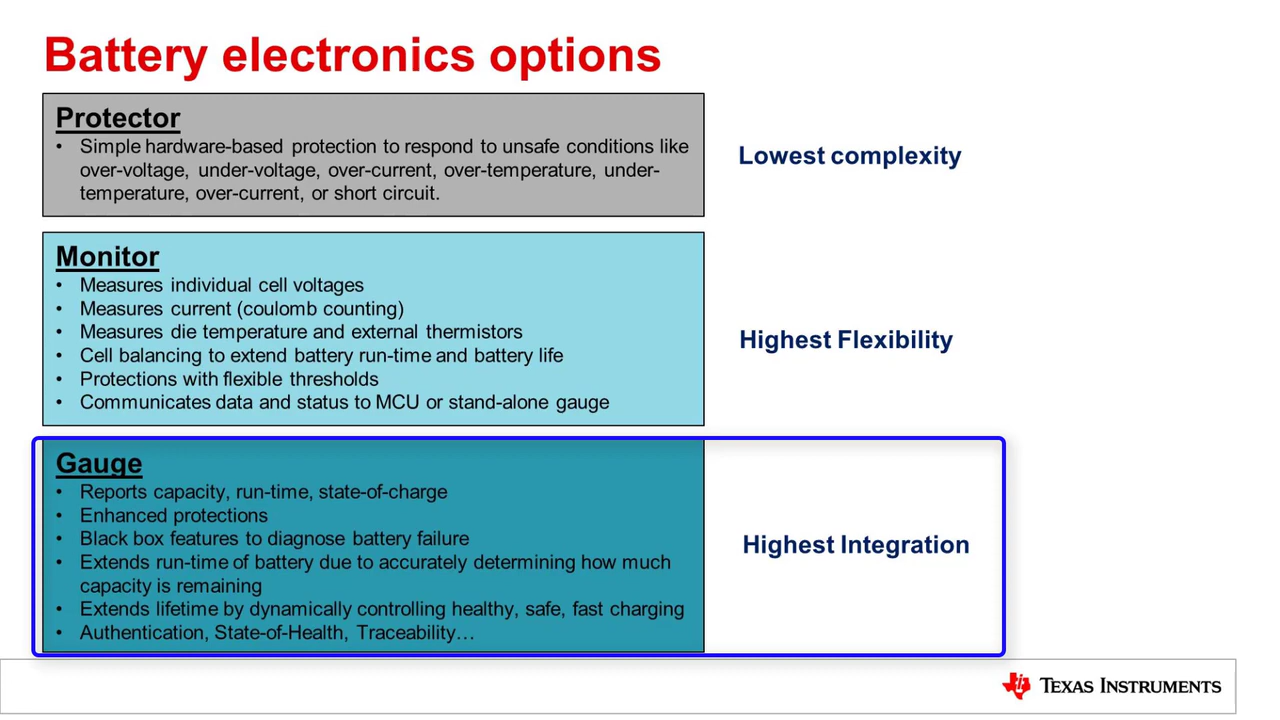 Battery electronics options
Protector
• Simple hardware-based protection to respond to unsafe conditions like
over-voltage, under-voltage, over-current, over-temperature, under-
temperature, over-current, or short circuit.
Lowest complexity
Monitor
• Measures individual cell voltages
• Measures current (coulomb counting)
• Measures die temperature and external thermistors
• Cell balancing to extend battery run-time and battery life
• Protections with flexible thresholds
• Communicates data and status to MCU or stand-alone gauge
Highest Flexibility
Gauge
• Reports capacity, run-time, state-of-charge
• Enhanced protections
• Black box features to diagnose battery failure
• Extends run-time of battery due to accurately determining how much
capacity is remaining
• Extends lifetime by dynamically controlling healthy, safe, fast charging
• Authentication, State-of-Health, Traceability…
Highest Integration
TEXAS INSTRUMENTS